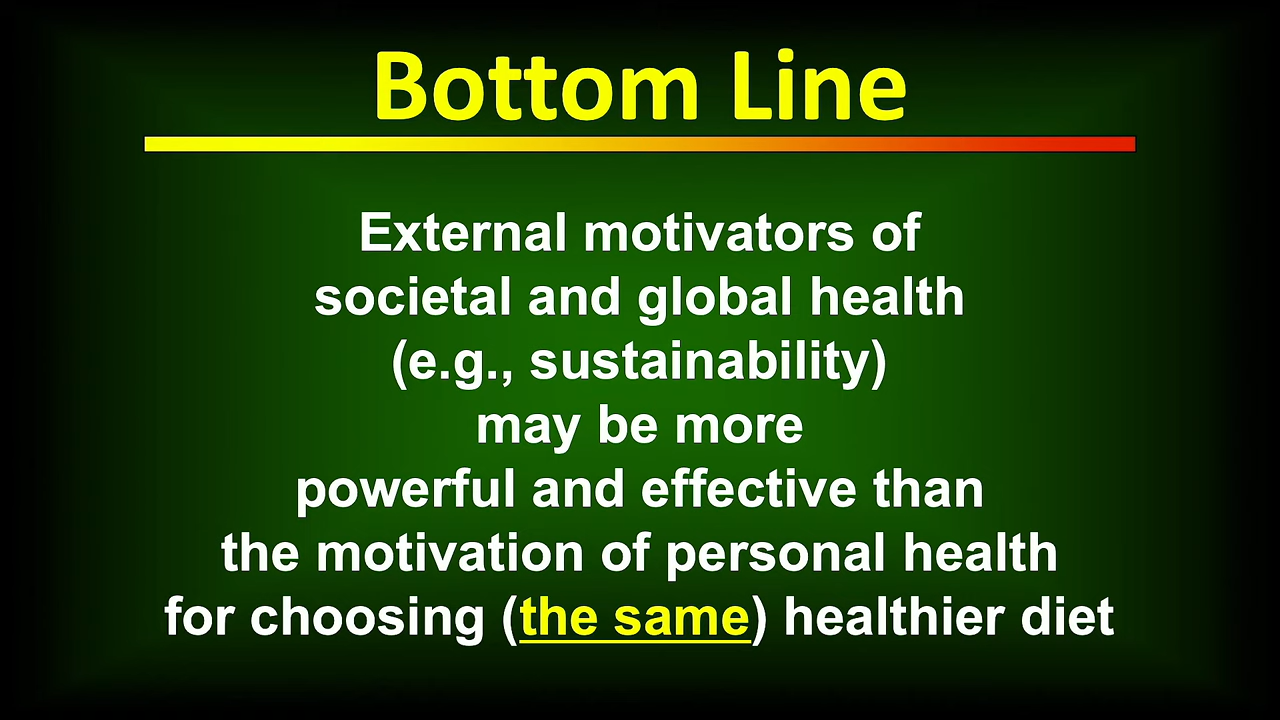 Bottom Line
External motivators of
societal and global health
(e.g., sustainability)
may be more
powerful and effective than
the motivation of personal health
for choosing (the same) healthier diet